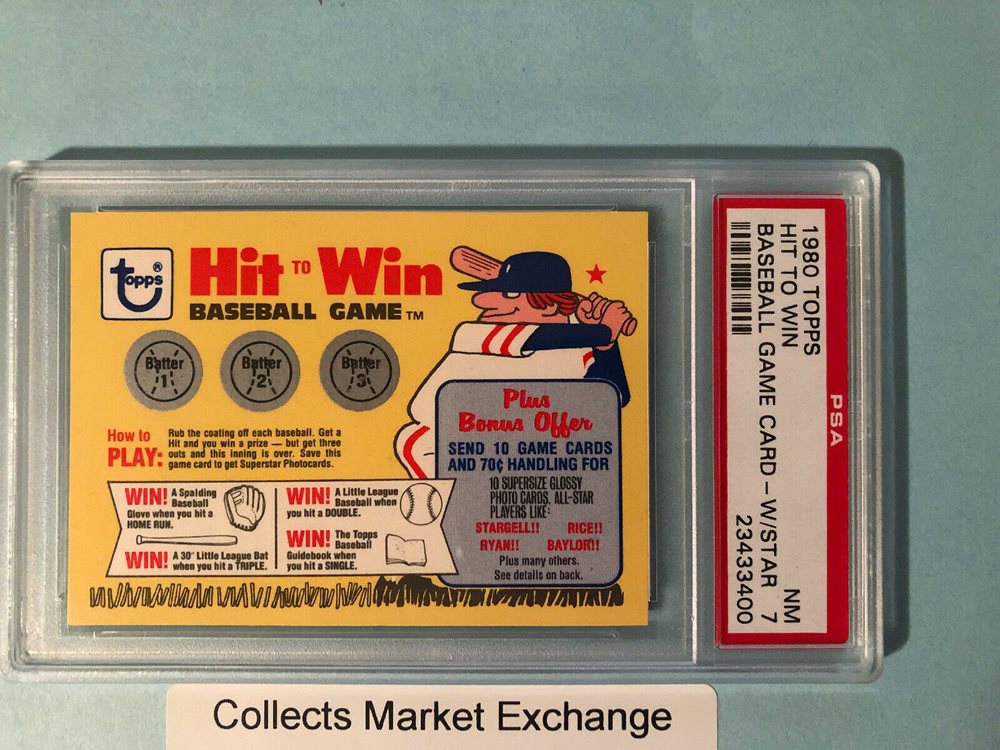 topps®
Hit TO Win
BASEBALL GAME TM
Batter 1
Batter 2
Batter 3
How to PLAY:
Rub the coating off each baseball. Get a
Hit and you win a prize — but get three
outs and this inning is over. Save this
game card to get Superstar Photocards.
WIN! A Spalding
Baseball
Glove when you hit a
HOME RUN.
WIN! A 30" Little League Bat
when you hit a TRIPLE.
WIN! A Little League
Baseball when
you hit a DOUBLE.
WIN! The Topps
Baseball
Guidebook when
you hit a SINGLE.
Plus
Bonus Offer
SEND 10 GAME CARDS
AND 70¢ HANDLING FOR
10 SUPERSIZE GLOSSY
PHOTO CARDS, ALL-STAR
PLAYERS LIKE:
STARGELL!! RICE!!
RYAN!! BAYLOR!!
Plus many others.
See details on back.
PSA
1980 TOPPS
HIT TO WIN NM
BASEBALL GAME CARD – W/STAR 7
23433400
Collects Market Exchange